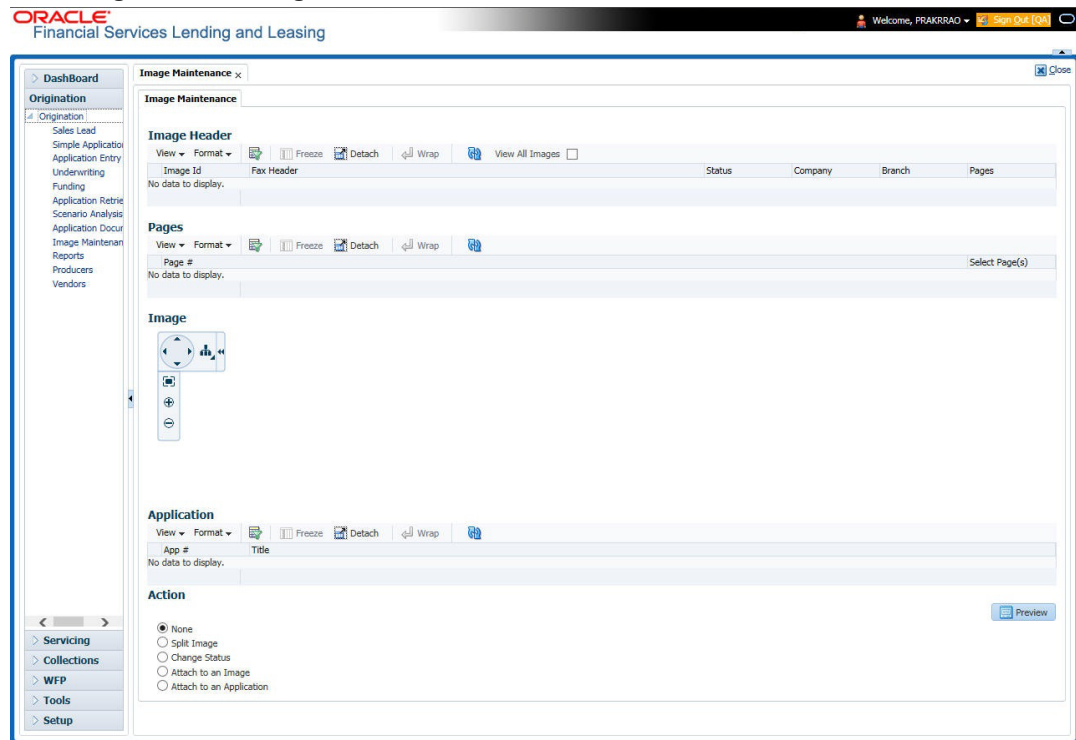 ORACLE®
Financial Services Lending and Leasing
Welcome, PRAKRRAO Sign Out [QA]
DashBoard
Origination
Origination
Sales Lead
Simple Applicatio
Application Entry
Underwriting
Funding
Application Retrie
Scenario Analysis
Application Docur
Image Maintenan
Reports
Producers
Vendors
Servicing
Collections
WFP
Tools
Setup
Image Maintenance x
Close
Image Maintenance
Image Header
View Format Freeze Detach Wrap View All Images
Image Id Fax Header Status Company Branch Pages
No data to display.
Pages
View Format Freeze Detach Wrap
Page # Select Page(s)
No data to display.
Image
Application
View Format Freeze Detach Wrap
App # Title
No data to display.
Action
Preview
None
Split Image
Change Status
Attach to an Image
Attach to an Application